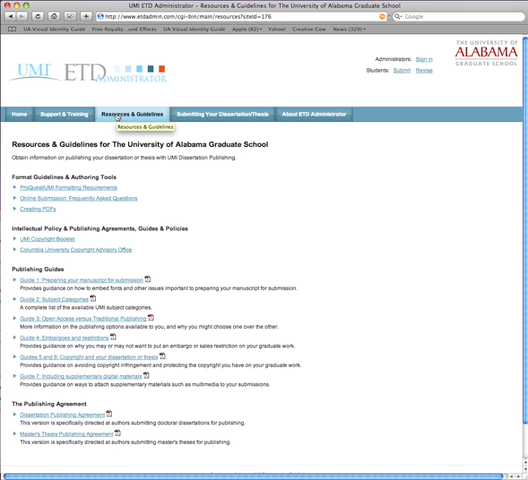 UMI ETD Administrator - Resources & Guidelines for The University of Alabama Graduate School
http://www.etdadmin.com/cgi-bin/main/resources?siteId=176
Google
UA Visual Identity Guide Free Royalty ...und Effects UA Visual Identity Guide Apple (82) Yahoo! Creative Cow News (329)
UMI ETD ADMINISTRATOR
Administrators: Sign in
Students: Submit Revise
THE UNIVERSITY OF
ALABAMA
GRADUATE SCHOOL
Home Support & Training Resources & Guidelines Submitting Your Dissertation/Thesis About ETD Administrator
Resources & Guidelines
Resources & Guidelines for The University of Alabama Graduate School
Obtain information on publishing your dissertation or thesis with UMI Dissertation Publishing.
Format Guidelines & Authoring Tools
ProQuest/UMI Formatting Requirements
Online Submission: Frequently Asked Questions
Creating PDFs
Intellectual Policy & Publishing Agreements, Guides & Policies
UMI Copyright Booklet
Columbia University Copyright Advisory Office
Publishing Guides
Guide 1: Preparing your manuscript for submission
Provides guidance on how to embed fonts and other issues important to preparing your manuscript for submission.
Guide 2: Subject Categories
A complete list of the available UMI subject categories.
Guide 3: Open Access versus Traditional Publishing
More information on the publishing options available to you, and why you might choose one over the other.
Guide 4: Embargoes and restrictions
Provides guidance on why you may or may not want to put an embargo or sales restriction on your graduate work.
Guides 5 and 6: Copyright and your dissertation or thesis
Provides guidance on avoiding copyright infringement and protecting the copyright you have on your graduate work.
Guide 7: Including supplementary digital materials
Provides guidance on ways to attach supplementary materials such as multimedia to your submissions.
The Publishing Agreement
Dissertation Publishing Agreement
This version is specifically directed at authors submitting doctoral dissertations for publishing.
Master's Thesis Publishing Agreement
This version is specifically directed at authors submitting master's theses for publishing.